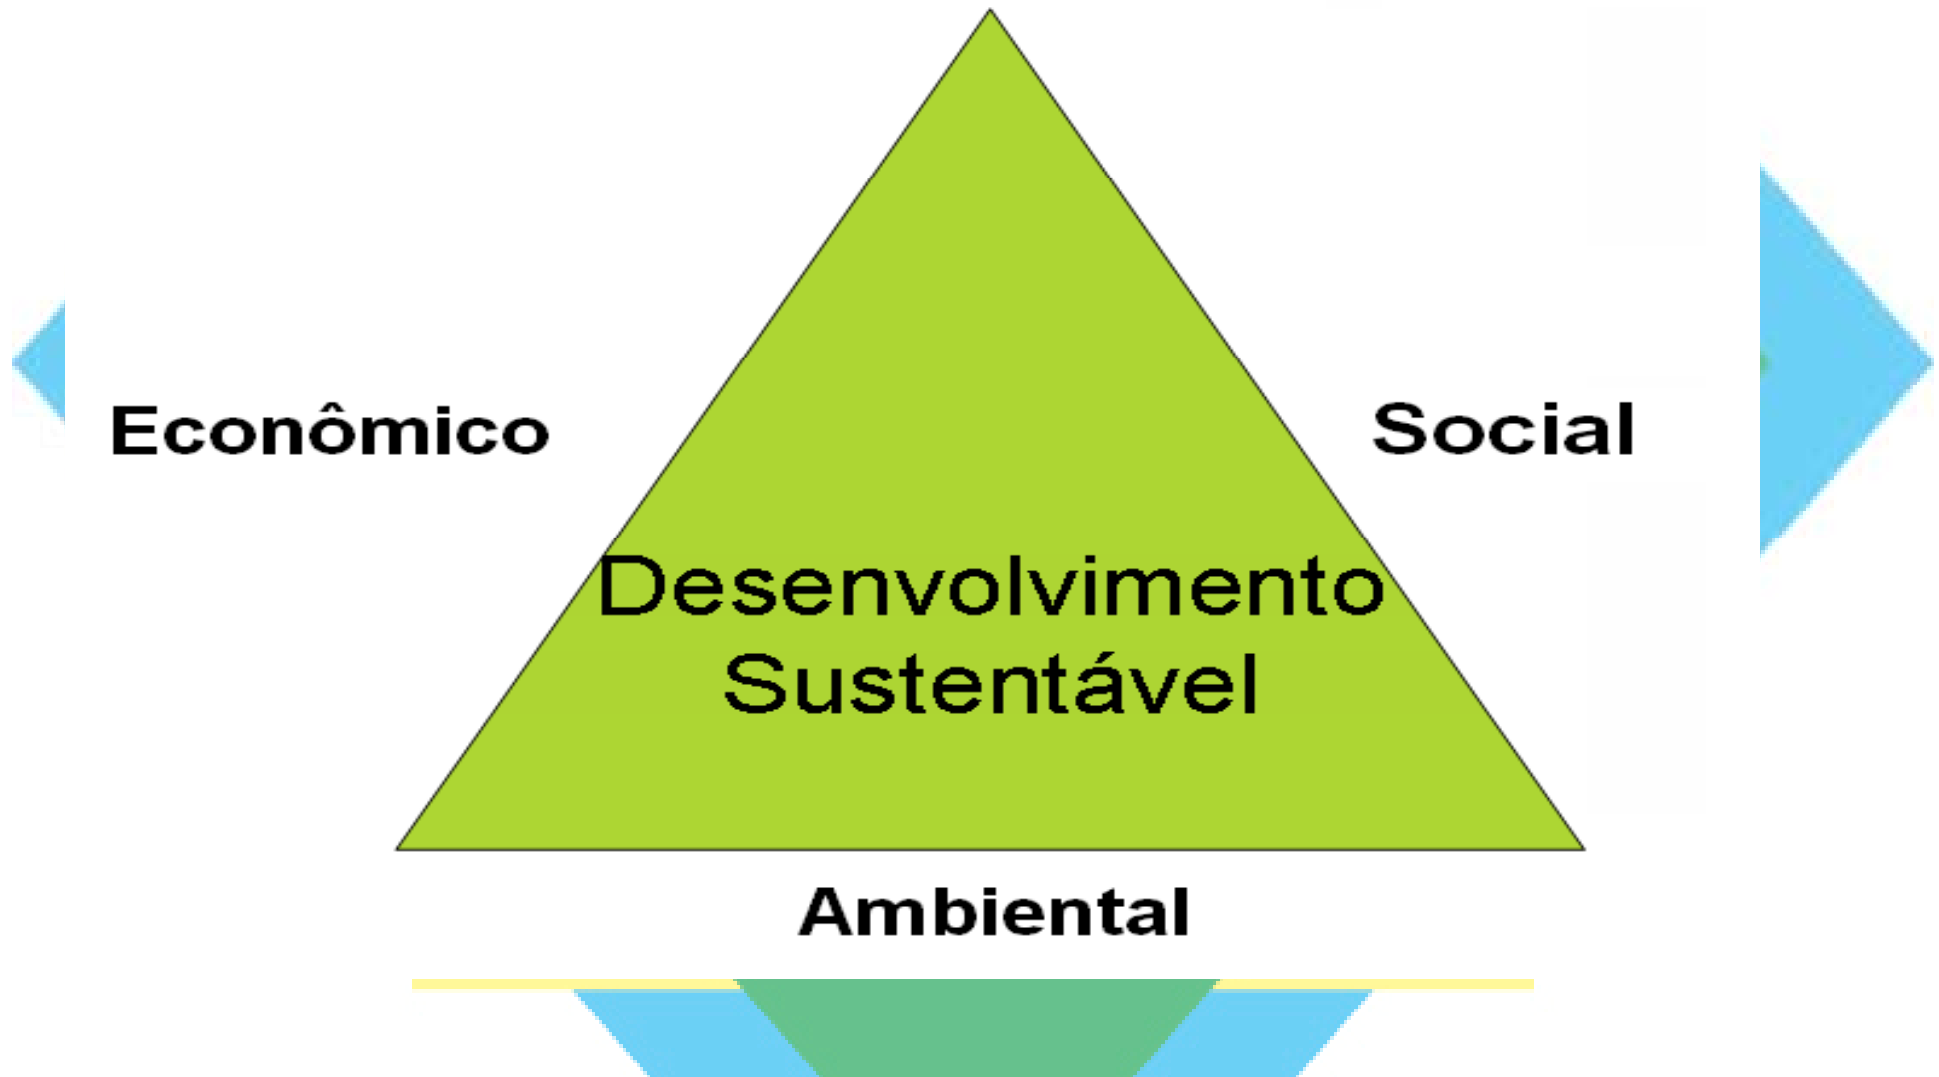 Econômico
Social
Desenvolvimento
Sustentável
Ambiental